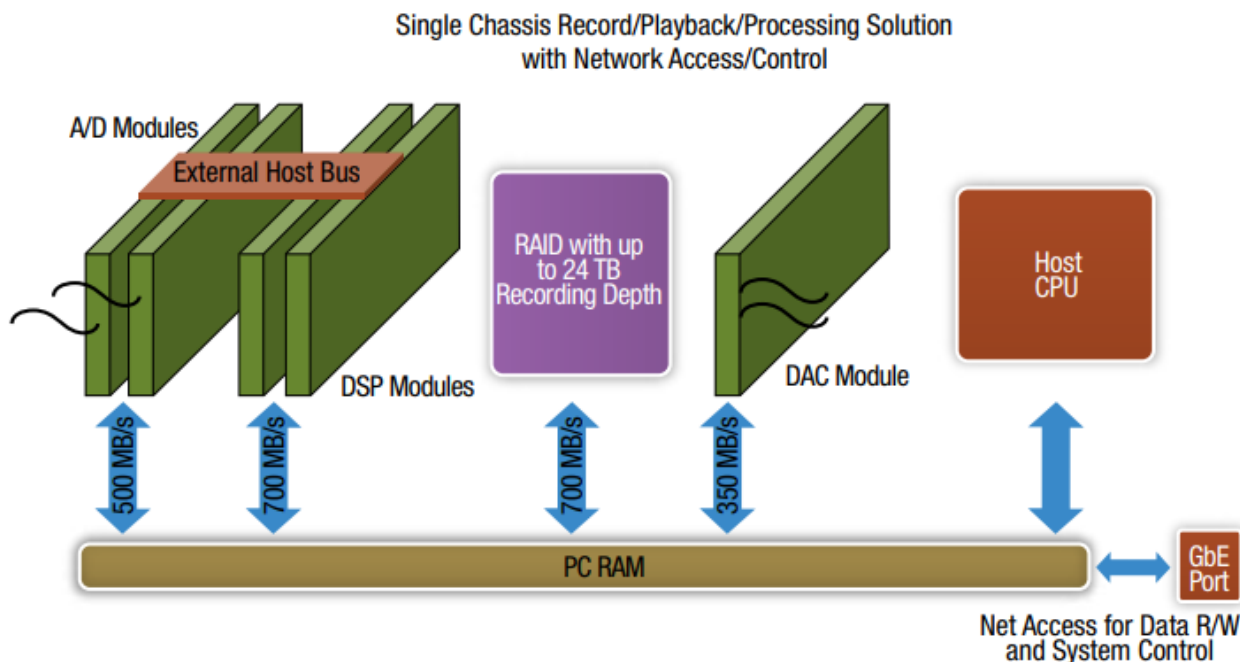 Single Chassis Record/Playback/Processing Solution
with Network Access/Control
A/D Modules
External Host Bus
RAID with up
to 24 TB
Recording Depth
Host
CPU
DSP Modules
DAC Module
500 MB/s
700 MB/s
700 MB/s
350 MB/s
PC RAM
GbE
Port
Net Access for Data R/W
and System Control